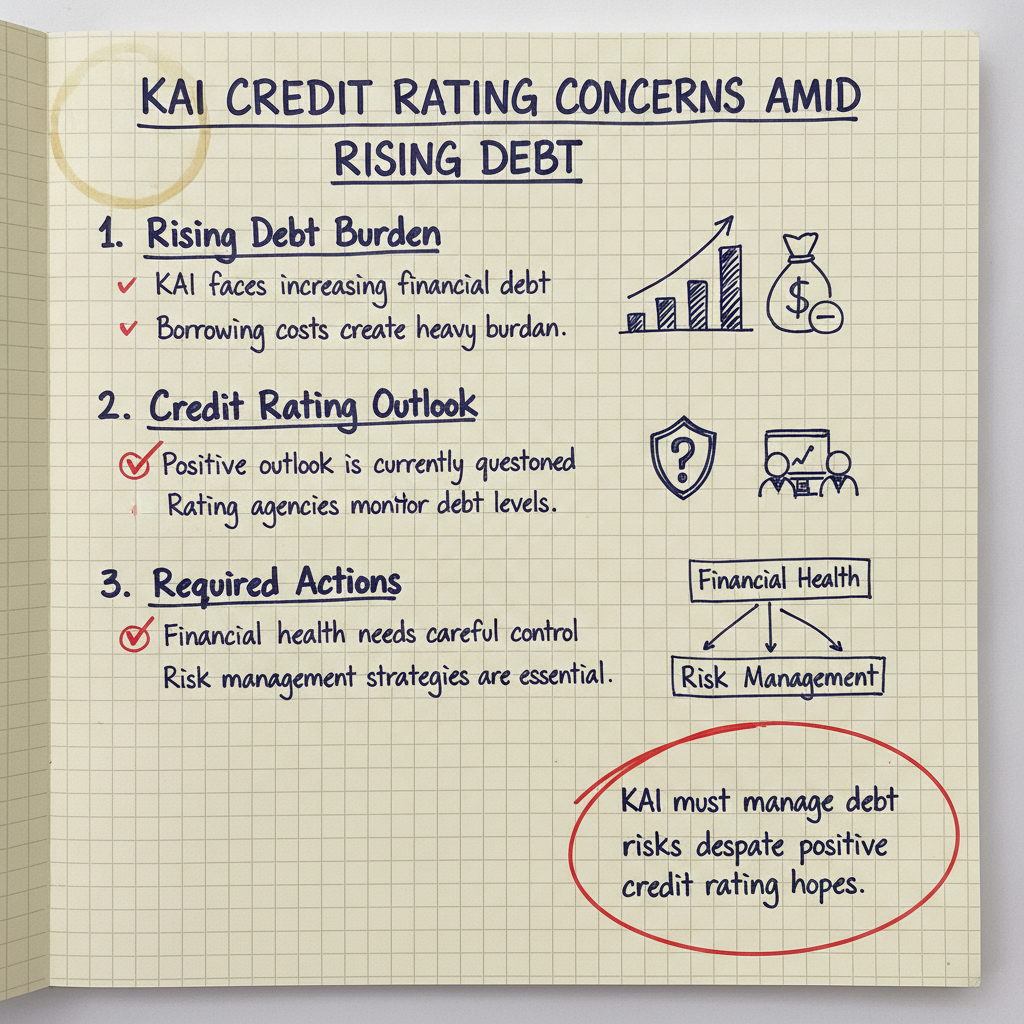 KAI CREDIT RATING CONCERNS AMID
RISING DEBT
1. Rising Debt Burden
KAI faces increasing financial debt
Borrowing costs create heavy burdan.
$
2. Credit Rating Outlook
Positive outlook is currently questoned
Rating agencies monitor debt levels.
?
3. Required Actions
Financial health needs careful control
Risk management strategies are essential.
Financial Health
Risk Management
KAI must manage debt
risks despate positive
credit rating hopes.